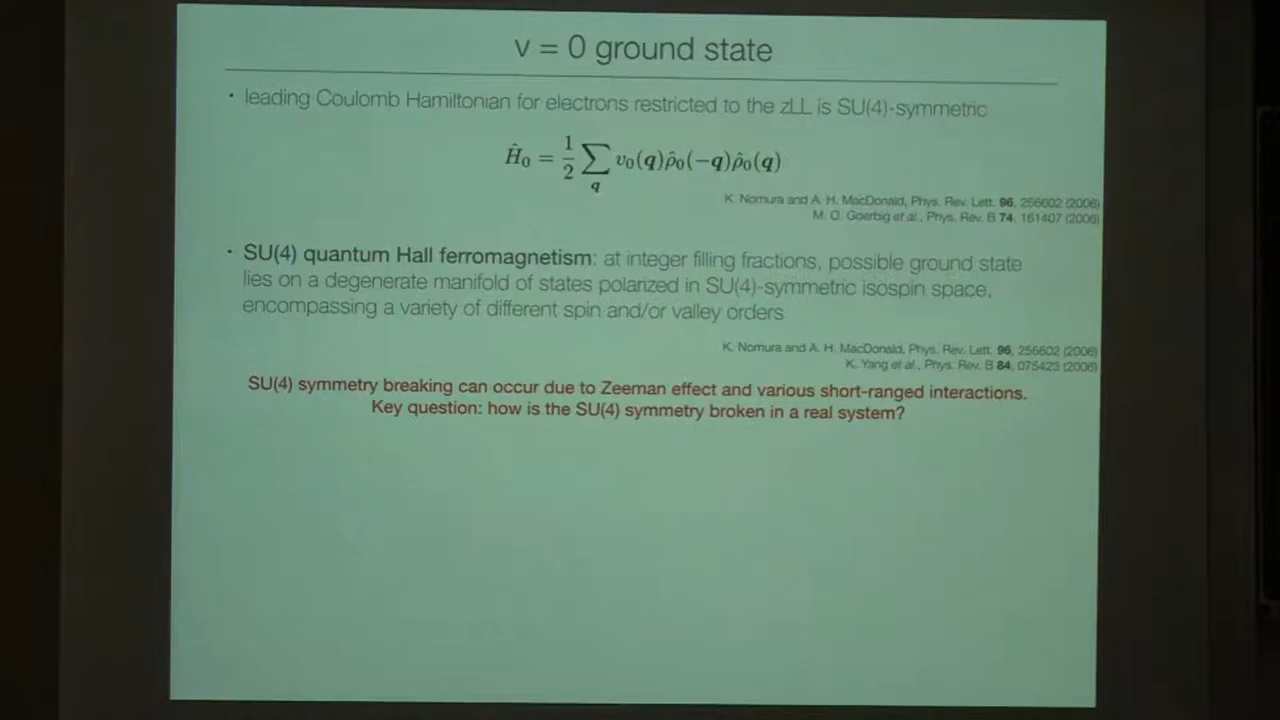 ν = 0 ground state
• leading Coulomb Hamiltonian for electrons restricted to the zLL is SU(4)-symmetric
Ĥ₀ = 1/2 ∑_q v₀(q)ρ̂₀(−q)ρ̂₀(q)
K. Nomura and A. H. MacDonald, Phys. Rev. Lett. 96, 256602 (2006)
M. O. Goerbig et al., Phys. Rev. B 74, 161407 (2006)
• SU(4) quantum Hall ferromagnetism: at integer filling fractions, possible ground state
lies on a degenerate manifold of states polarized in SU(4)-symmetric isospin space,
encompassing a variety of different spin and/or valley orders
K. Nomura and A. H. MacDonald, Phys. Rev. Lett. 96, 256602 (2006)
K. Yang et al., Phys. Rev. B 84, 075423 (2006)
SU(4) symmetry breaking can occur due to Zeeman effect and various short-ranged interactions.
Key question: how is the SU(4) symmetry broken in a real system?